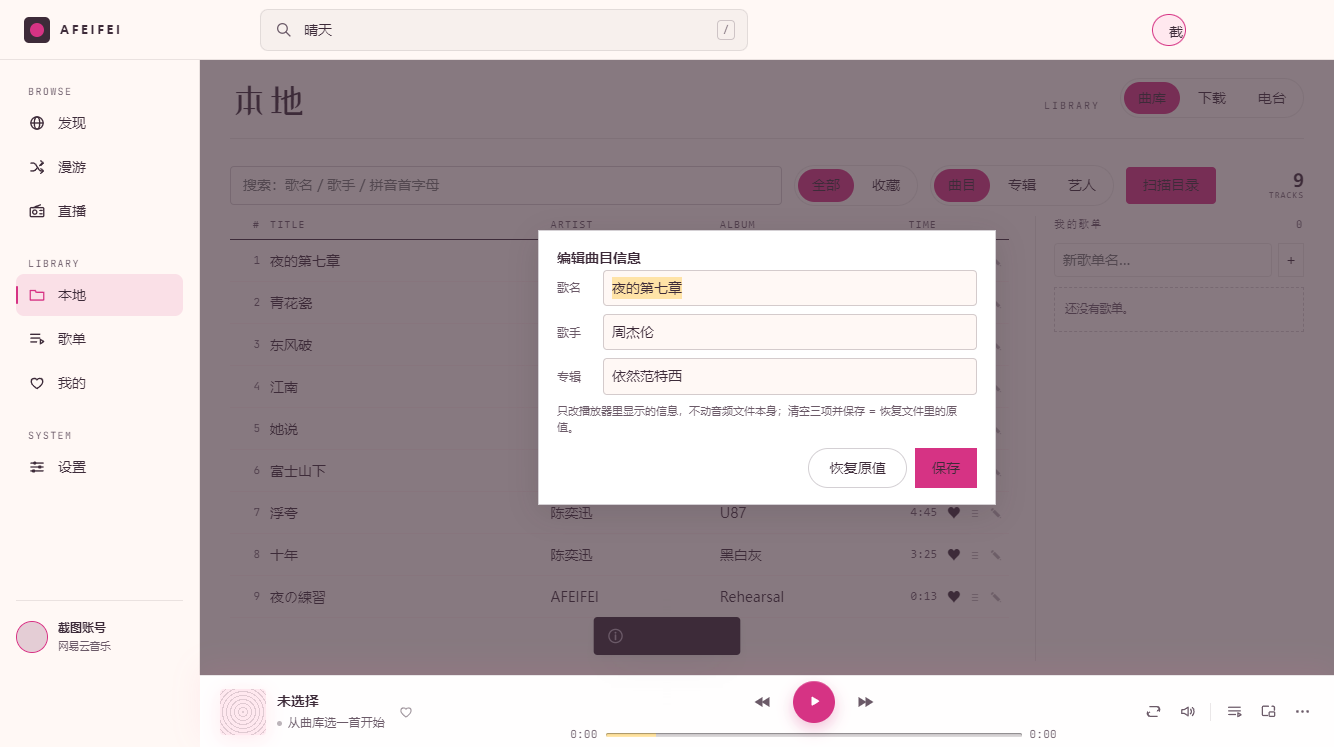 AFEIFEI
晴天
/
截
BROWSE
发现
漫游
直播
LIBRARY
本地
歌单
我的
SYSTEM
设置
截图账号
网易云音乐
本地
LIBRARY
曲库
下载
电台
搜索：歌名 / 歌手 / 拼音首字母
全部
收藏
曲目
专辑
艺人
扫描目录
9
TRACKS
# TITLE ARTIST ALBUM TIME
1 夜的第七章
2 青花瓷
3 东风破
4 江南
5 她说
6 富士山下
7 浮夸 陈奕迅 U87 4:45
8 十年 陈奕迅 黑白灰 3:25
9 夜の練習 AFEIFEI Rehearsal 0:13
我的歌单 0
新歌单名… +
还没有歌单。
编辑曲目信息
歌名 夜的第七章
歌手 周杰伦
专辑 依然范特西
只改播放器里显示的信息，不动音频文件本身；清空三项并保存 = 恢复文件里的原
值。
恢复原值
保存
未选择
从曲库选一首开始
0:00
0:00